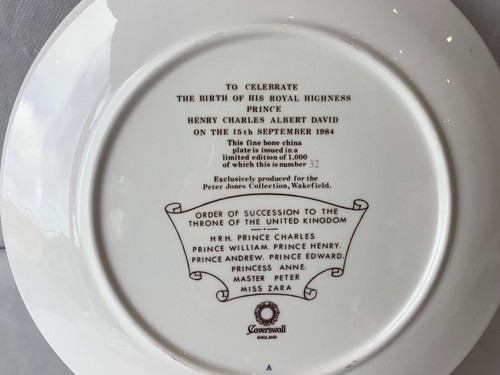 TO CELEBRATE
THE BIRTH OF HIS ROYAL HIGHNESS
PRINCE
HENRY CHARLES ALBERT DAVID
ON THE 15th SEPTEMBER 1984
This fine bone china
plate is issued in a
limited edition of 1,000
of which this is number 32
Exclusively produced for the
Peter Jones Collection, Wakefield.
ORDER OF SUCCESSION TO THE
THRONE OF THE UNITED KINGDOM
H.R.H. PRINCE CHARLES
PRINCE WILLIAM. PRINCE HENRY.
PRINCE ANDREW. PRINCE EDWARD.
PRINCESS ANNE.
MASTER PETER
MISS ZARA
Coverswall
ENGLAND
A